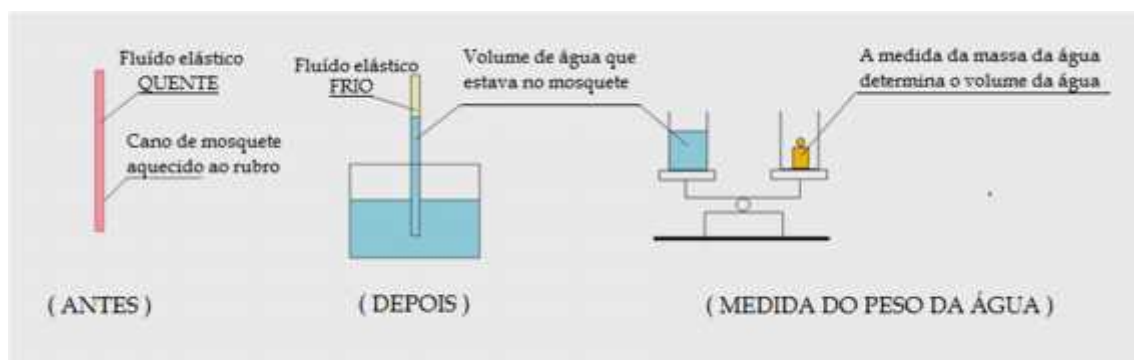 Fluído elástico
QUENTE
Cano de mosquete
aquecido ao rubro
( ANTES )
Fluído elástico
FRIO
( DEPOIS )
Volume de água que
estava no mosquete
A medida da massa da água
determina o volume da água
( MEDIDA DO PESO DA ÁGUA )